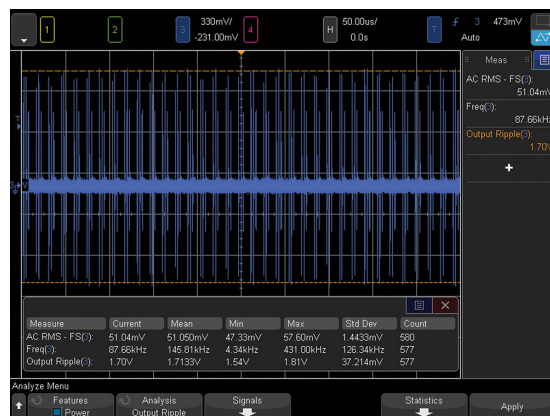 1 2 3 330mV/ -231.00mV 4 H 50.00us/ 0.0s T 3 473mV Auto
Meas
AC RMS - FS(3):
51.04mV
Freq(3):
87.66kHz
Output Ripple(3):
1.70V
+
T
3 V
Measure Current Mean Min Max Std Dev Count
AC RMS - FS(3): 51.04mV 51.050mV 47.33mV 57.60mV 1.4433mV 580
Freq(3): 87.66kHz 145.81kHz 4.34kHz 431.00kHz 126.34kHz 577
Output Ripple(3): 1.70V 1.7133V 1.54V 1.81V 37.214mV 577
Analyze Menu
Features Analysis Signals Statistics Apply
Power Output Ripple